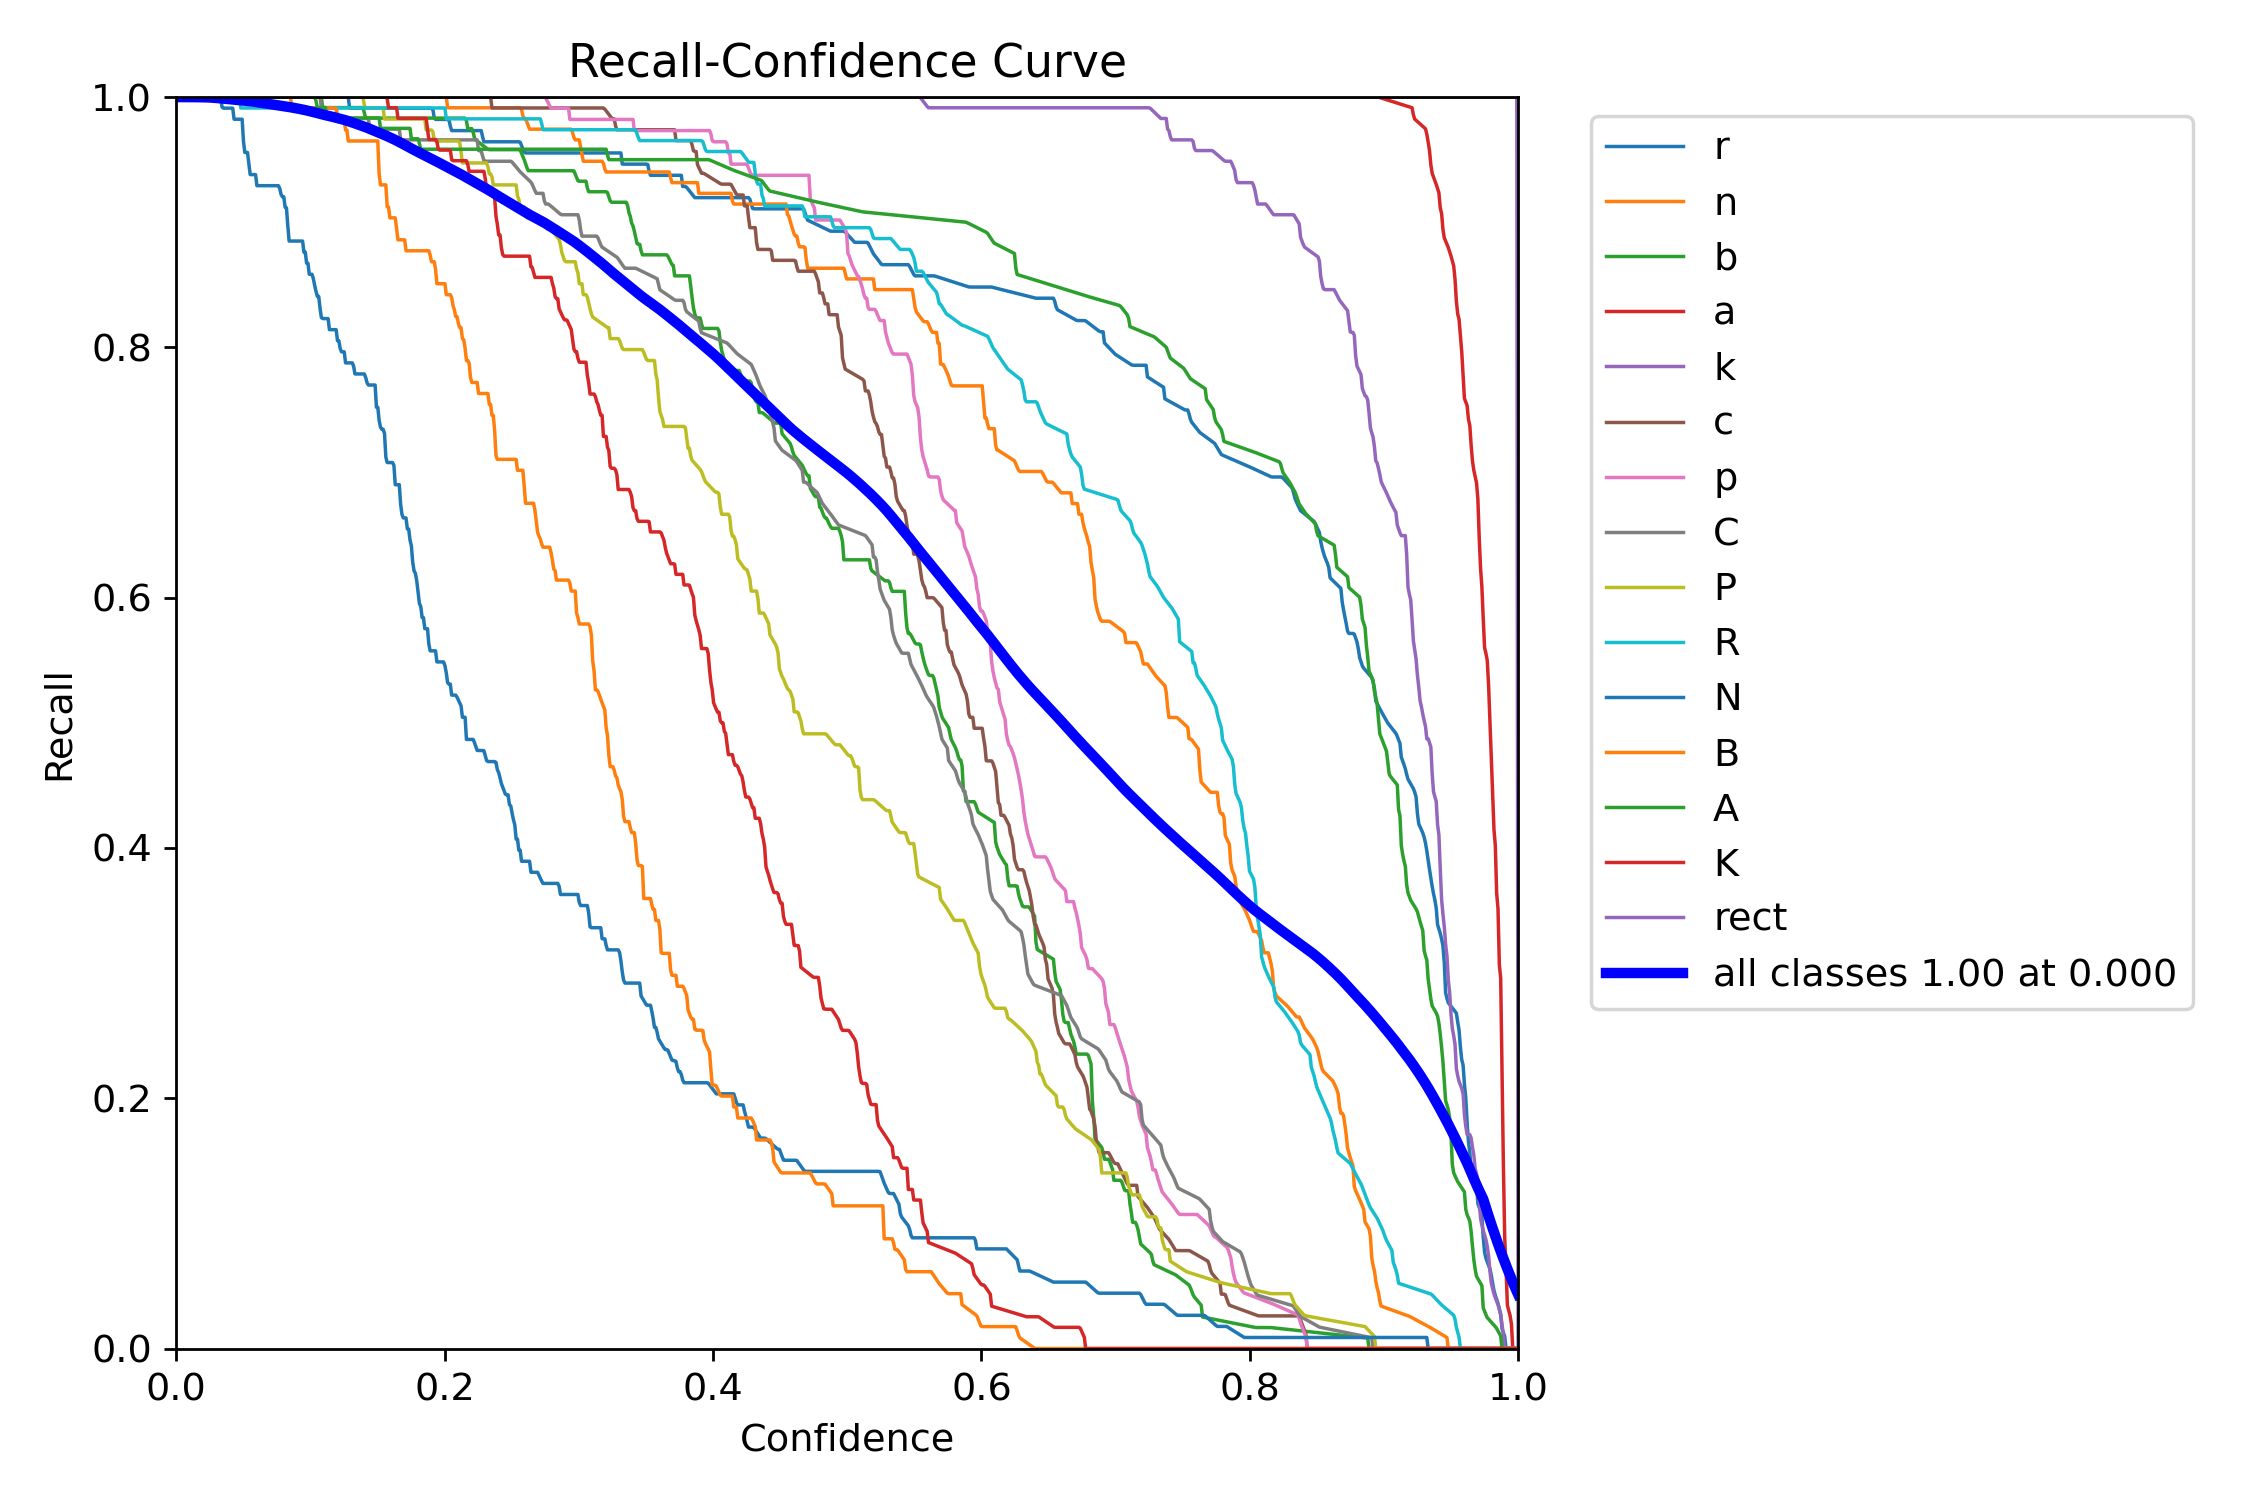 Recall-Confidence Curve
1.0
0.8
0.6
0.4
0.2
0.0
Recall
0.0 0.2 0.4 0.6 0.8 1.0
Confidence
r
n
b
a
k
c
p
C
P
R
N
B
A
K
rect
all classes 1.00 at 0.000